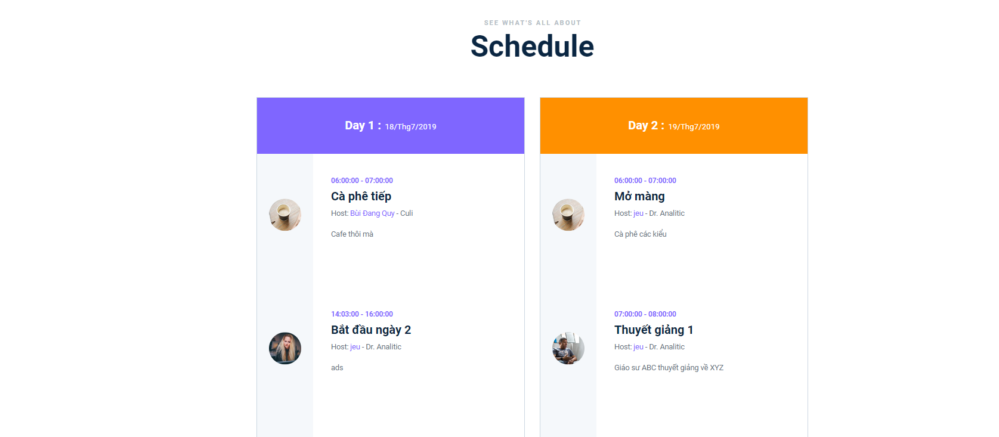 SEE WHAT'S ALL ABOUT
Schedule
Day 1 : 18/Thg7/2019
06:00:00 - 07:00:00
Cà phê tiếp
Host: Bùi Đang Quy - Culi
Cafe thôi mà
14:03:00 - 16:00:00
Bắt đầu ngày 2
Host: jeu - Dr. Analitic
ads
Day 2 : 19/Thg7/2019
06:00:00 - 07:00:00
Mở màng
Host: jeu - Dr. Analitic
Cà phê các kiểu
07:00:00 - 08:00:00
Thuyết giảng 1
Host: jeu - Dr. Analitic
Giáo sư ABC thuyết giảng về XYZ